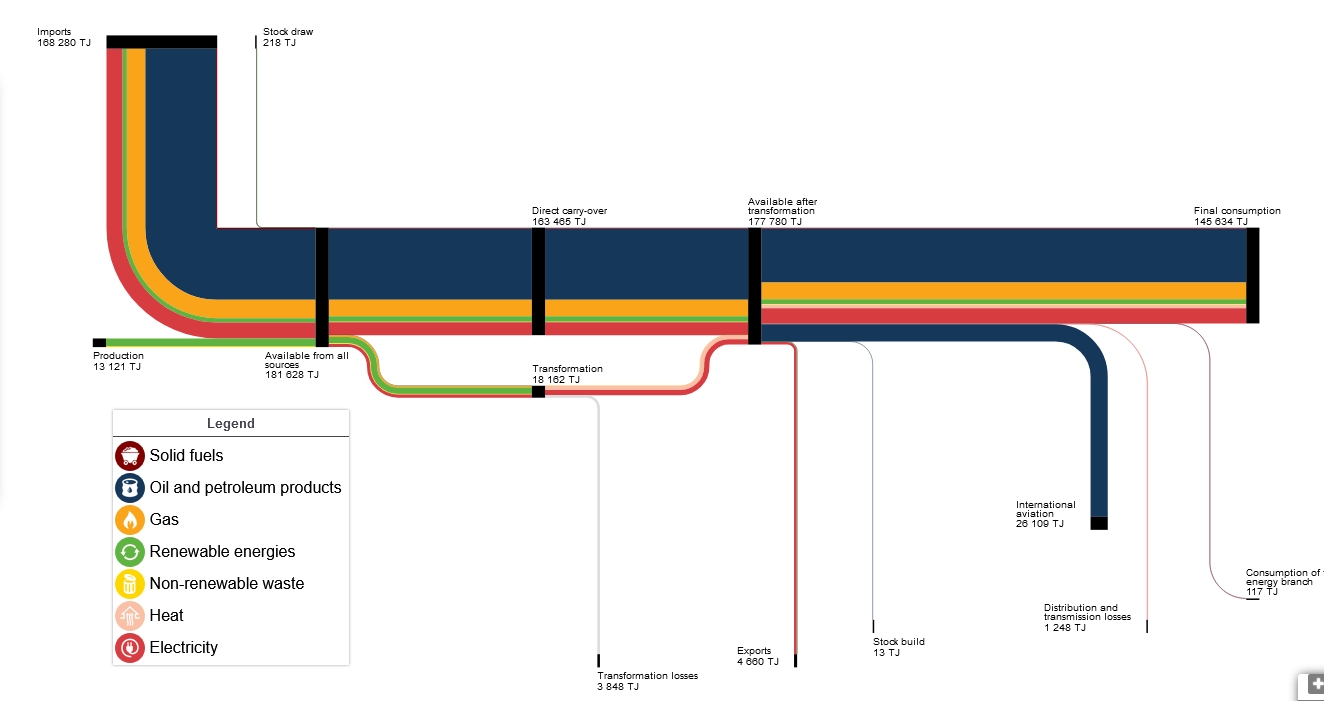 Imports
168 280 TJ
Stock draw
218 TJ
Direct carry-over
163 465 TJ
Available after
transformation
177 780 TJ
Final consumption
145 634 TJ
Production
13 121 TJ
Available from all
sources
181 628 TJ
Transformation
18 162 TJ
Legend
Solid fuels
Oil and petroleum products
Gas
Renewable energies
Non-renewable waste
Heat
Electricity
International
aviation
26 109 TJ
Consumption of
energy branch
117 TJ
Distribution and
transmission losses
1 248 TJ
Stock build
13 TJ
Exports
4 660 TJ
Transformation losses
3 848 TJ